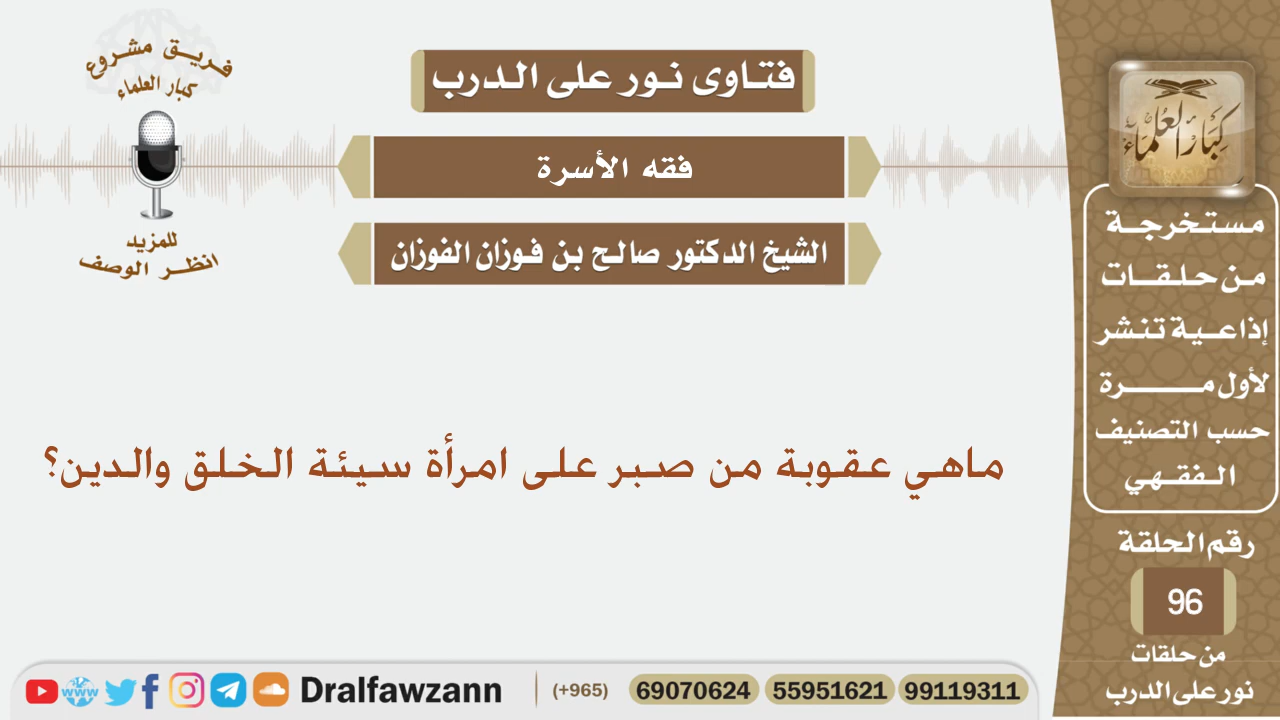 فتاوى نور على الدرب
فقه الأسرة
الشيخ الدكتور صالح بن فوزان الفوزان
فريق مشروع
كبار العلماء
للمزيد
انظر الوصف
ماهي عقوبة من صبر على امرأة سيئة الخلق والدين؟
كبار العلماء
مستخرجة
من حلقات
إذاعية تنشر
لأول مرة
حسب التصنيف
الفقهي
رقم الحلقة
96
من حلقات
نور على الدرب
www Dralfawzann (+965) 69070624 55951621 99119311